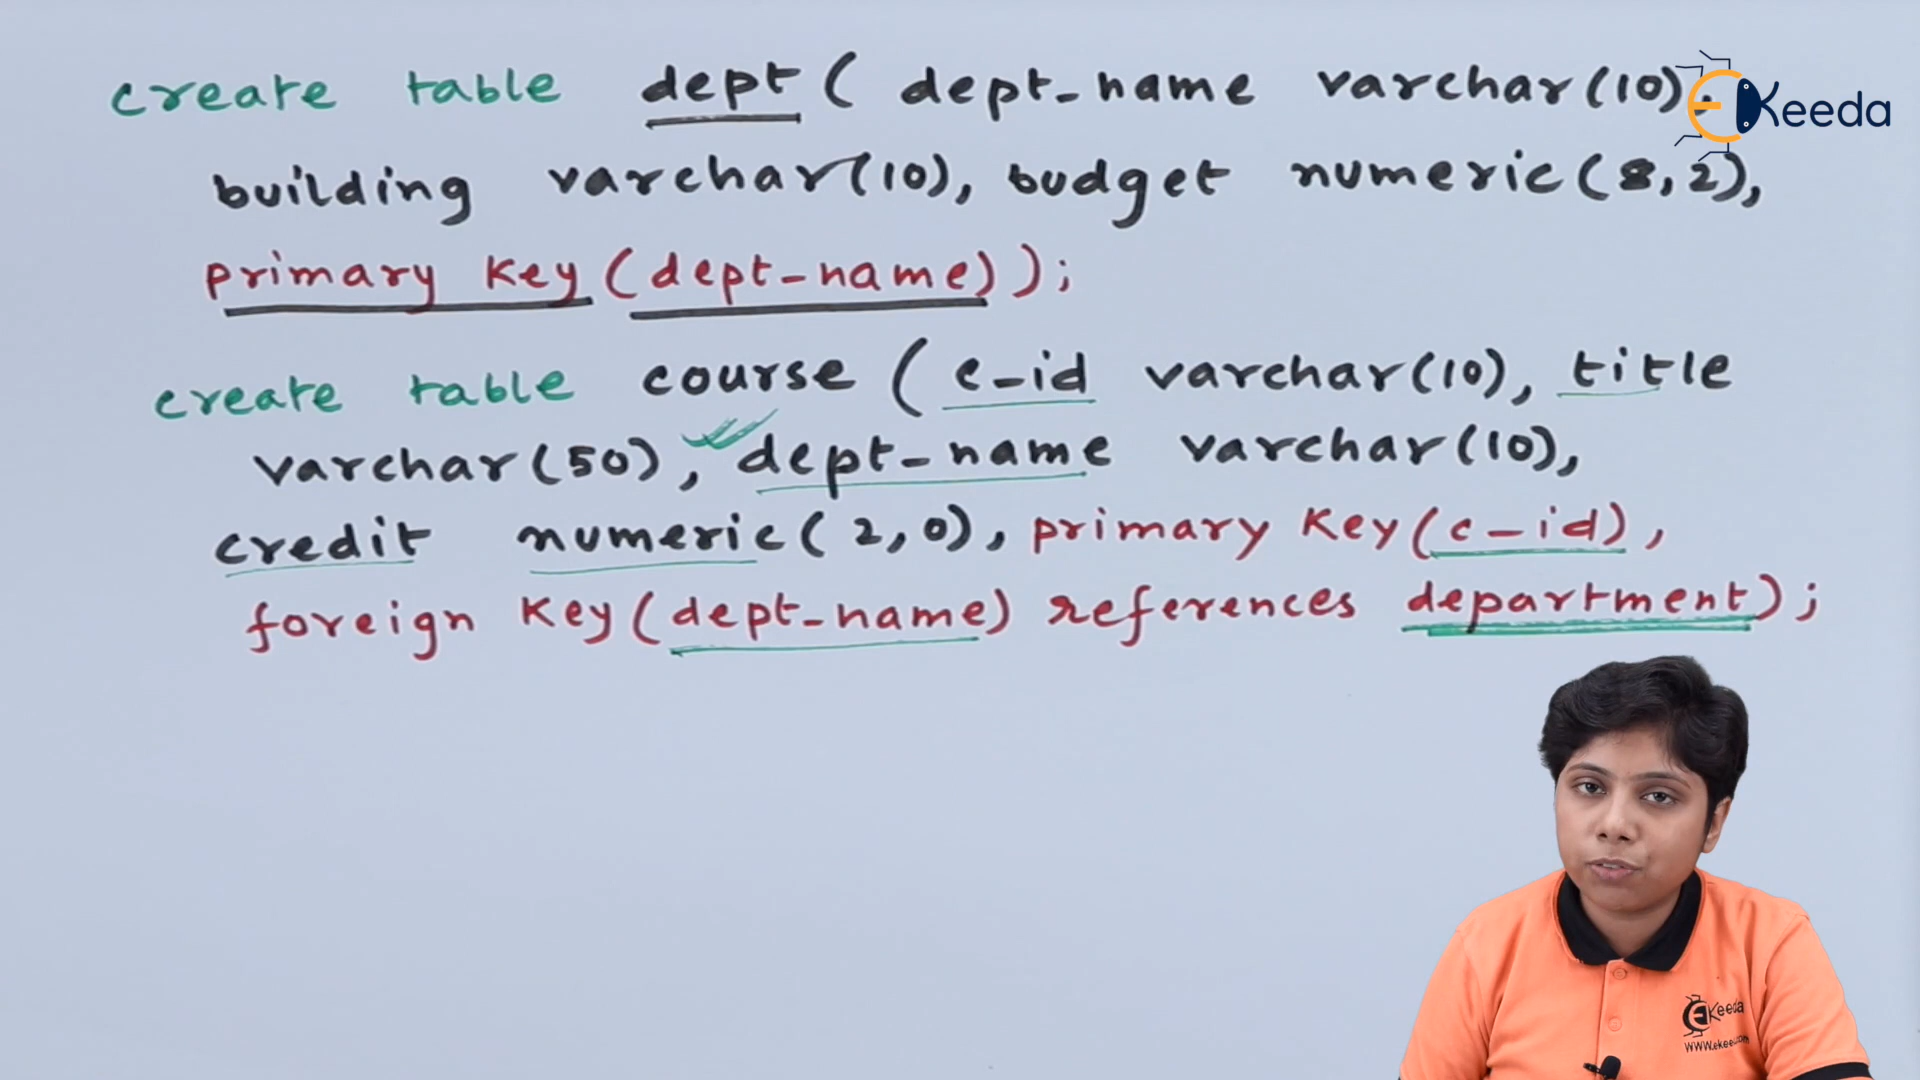 create table dept ( dept-name varchar(10),
EKeeda
building varchar(10), budget numeric(8,2),
primary key (dept-name));
create table course ( c-id varchar(10), title
varchar(50), dept-name varchar(10),
credit numeric(2,0), primary key(c-id),
foreign key(dept-name) references department);
EKeeda